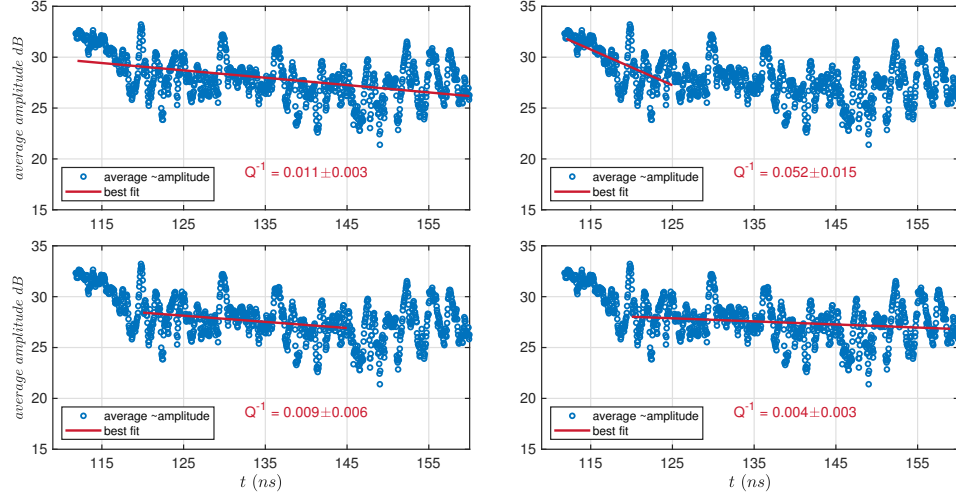 average amplitude dB
35
30
25
20
15
Q⁻¹ = 0.011±0.003
average ~amplitude
best fit
115 125 135 145 155
35
30
25
20
15
Q⁻¹ = 0.052±0.015
average ~amplitude
best fit
115 125 135 145 155
average amplitude dB
35
30
25
20
15
Q⁻¹ = 0.009±0.006
average ~amplitude
best fit
115 125 135 145 155
t (ns)
35
30
25
20
15
Q⁻¹ = 0.004±0.003
average ~amplitude
best fit
115 125 135 145 155
t (ns)